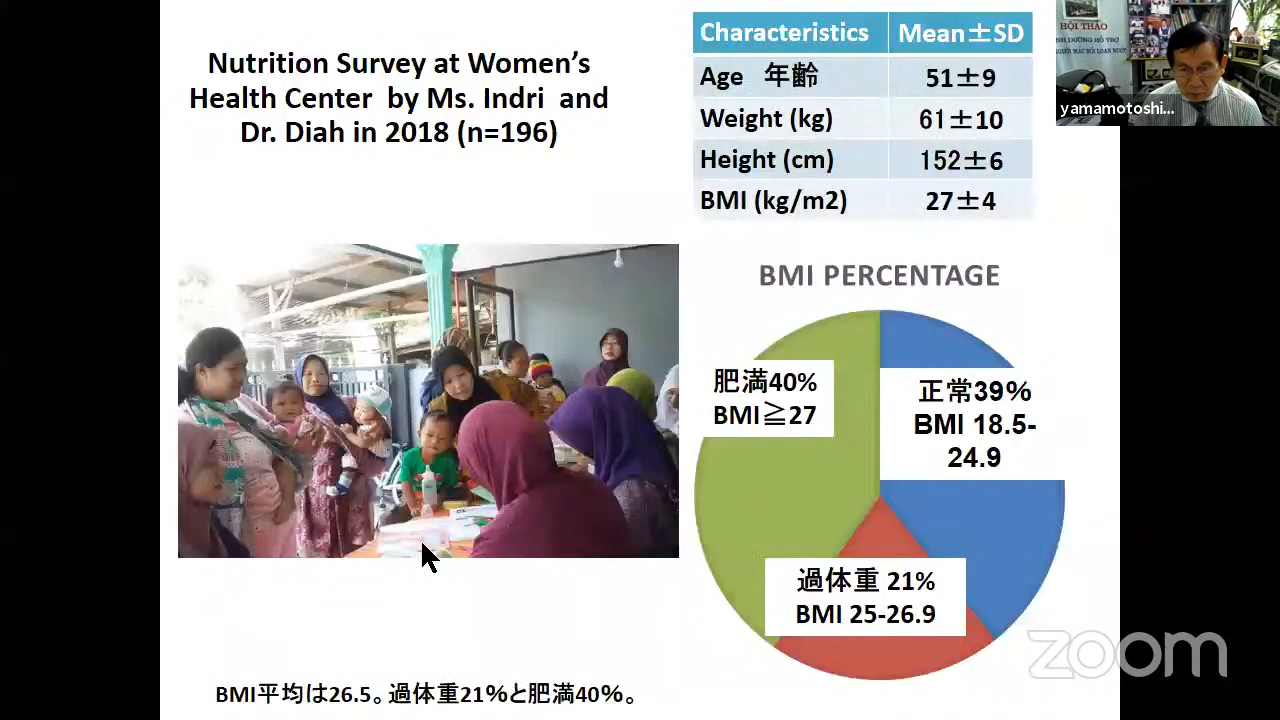 Nutrition Survey at Women’s
Health Center by Ms. Indri and
Dr. Diah in 2018 (n=196)
Characteristics Mean±SD
Age 年齢 51±9
Weight (kg) 61±10
Height (cm) 152±6
BMI (kg/m2) 27±4
HỘI THẢO
yamamotoshi...
BMI PERCENTAGE
肥満40%
BMI≧27
正常39%
BMI 18.5-
24.9
過体重 21%
BMI 25-26.9
BMI平均は26.5。過体重21%と肥満40%。
zoom